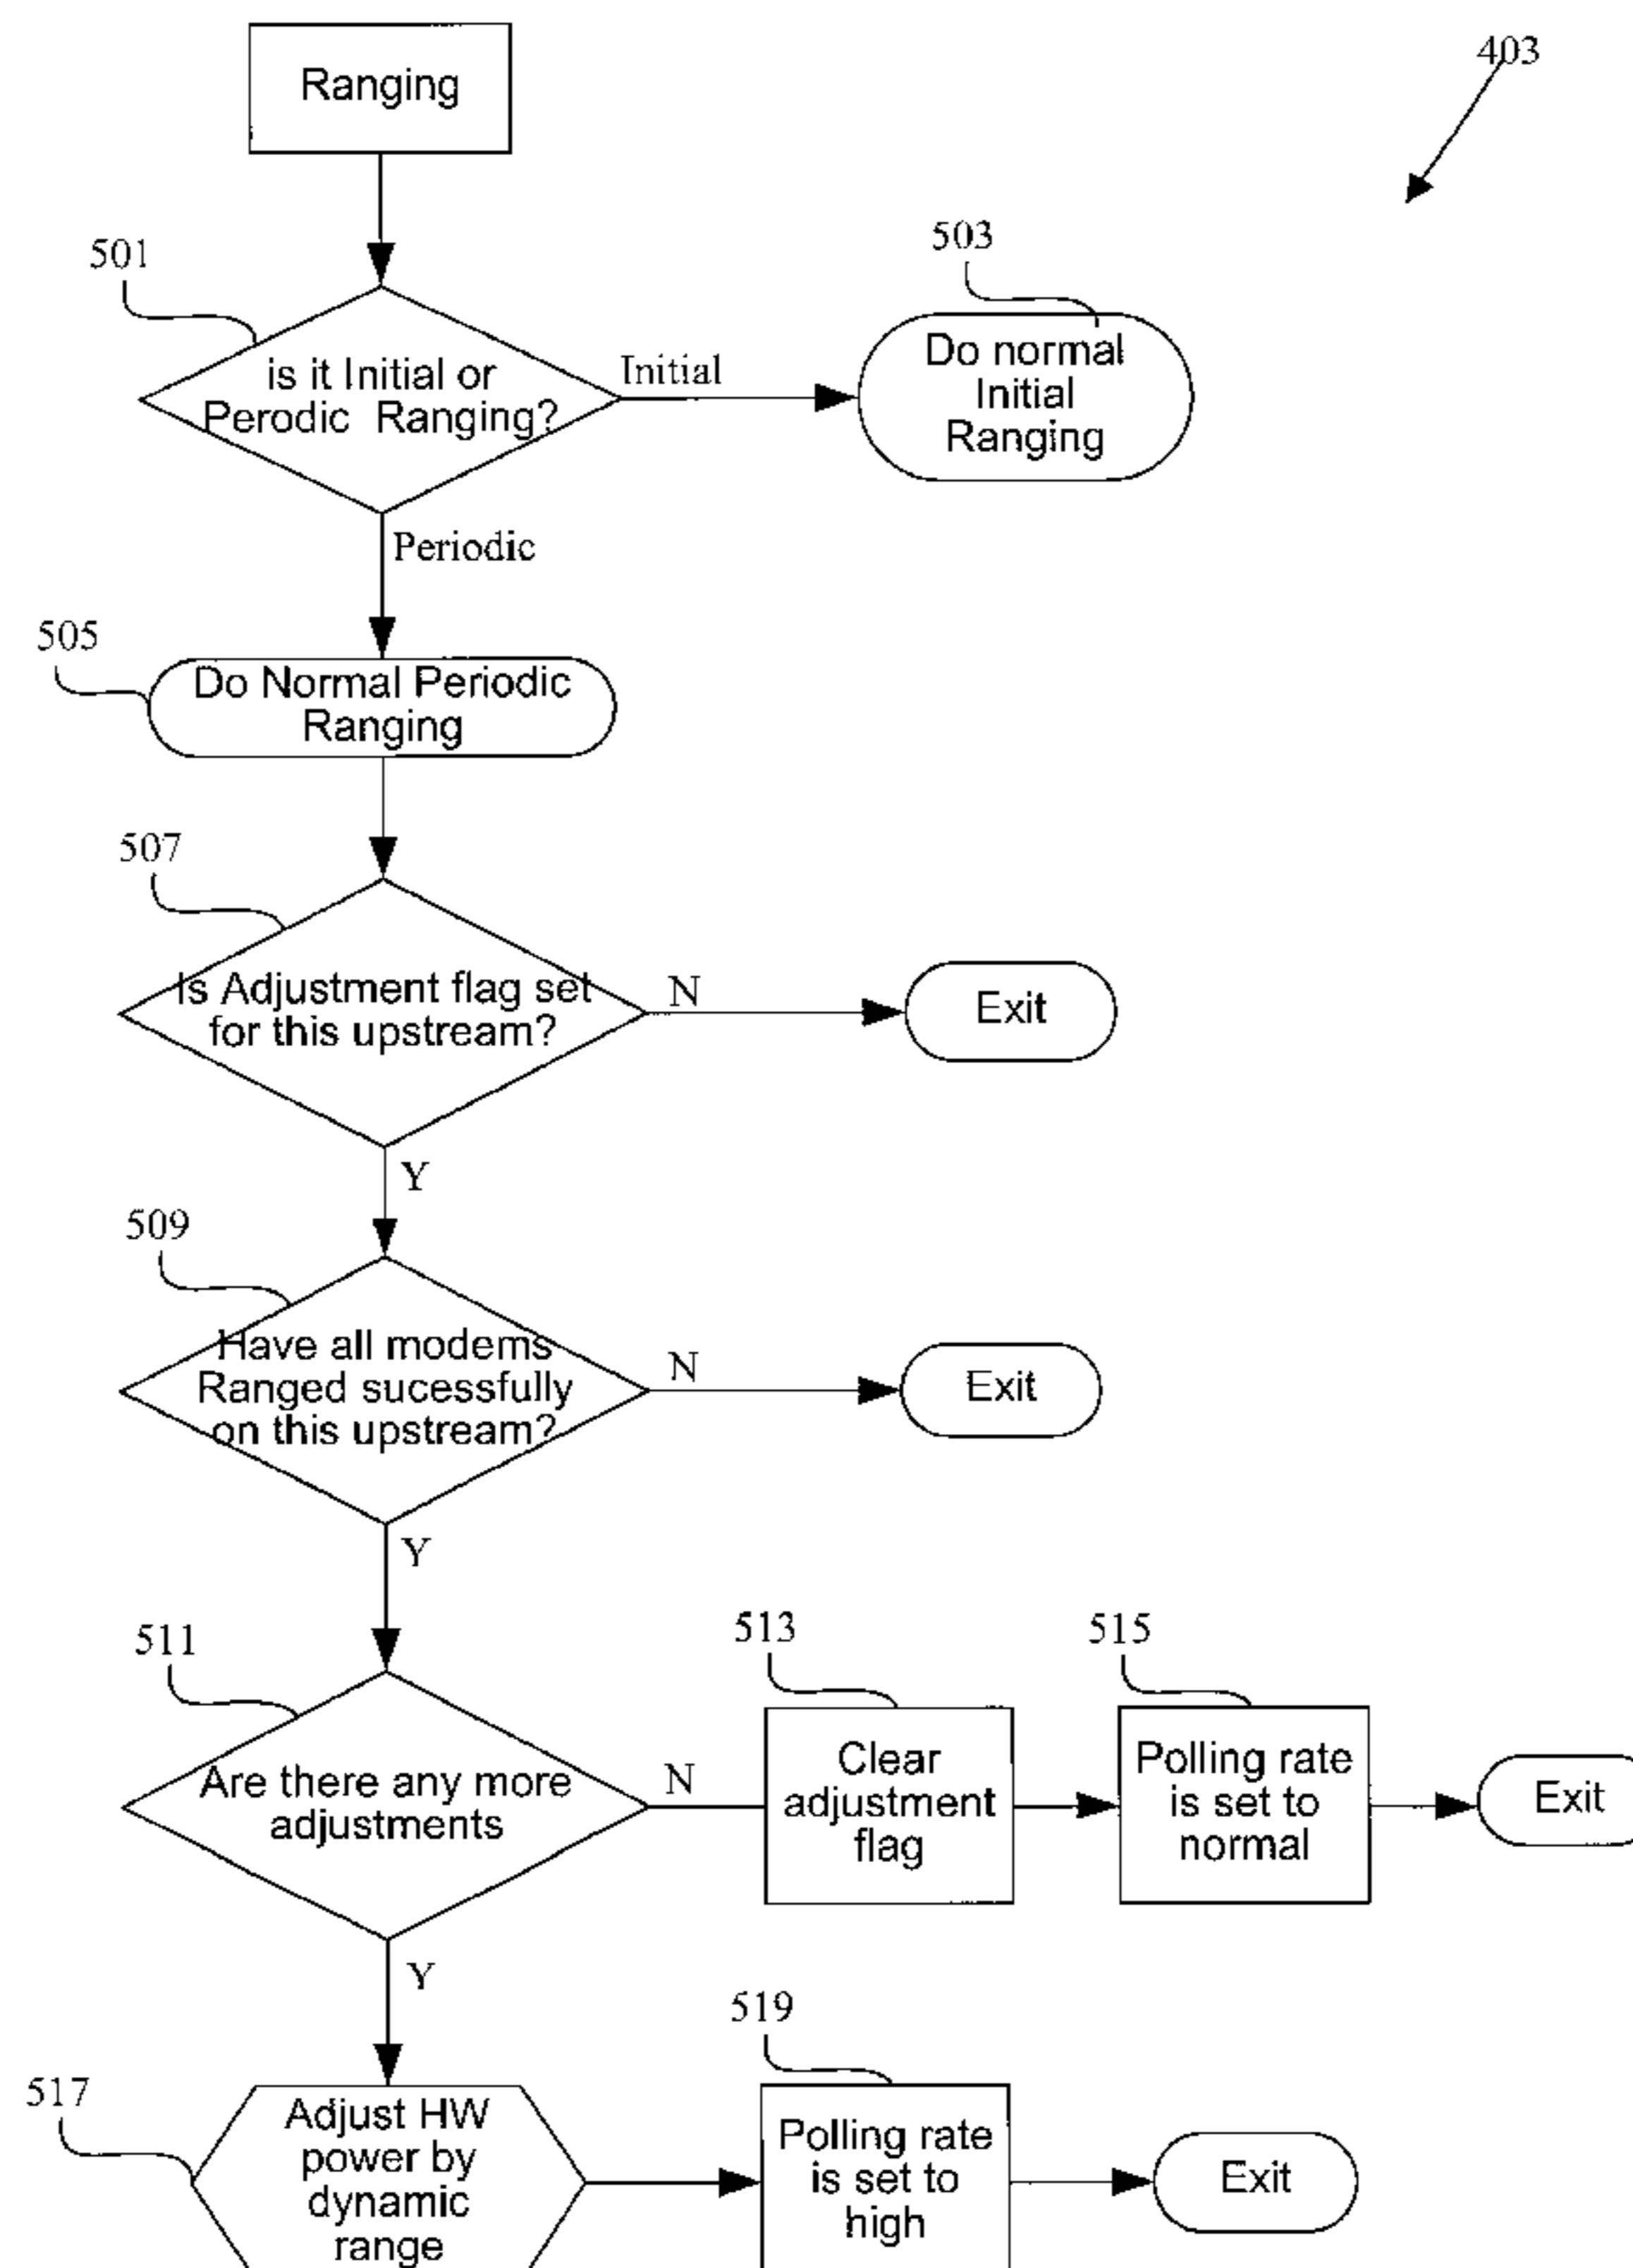 Ranging
403
501
503
is it Initial or
Perodic Ranging?
Initial
Do normal
Initial
Ranging
Periodic
505
Do Normal Periodic
Ranging
507
Is Adjustment flag set
for this upstream?
N
Exit
Y
509
Have all modems
Ranged sucessfully
on this upstream?
N
Exit
Y
511
513
515
Are there any more
adjustments
N
Clear
adjustment
flag
Polling rate
is set to
normal
Exit
Y
517
519
Adjust HW
power by
dynamic
range
Polling rate
is set to
high
Exit